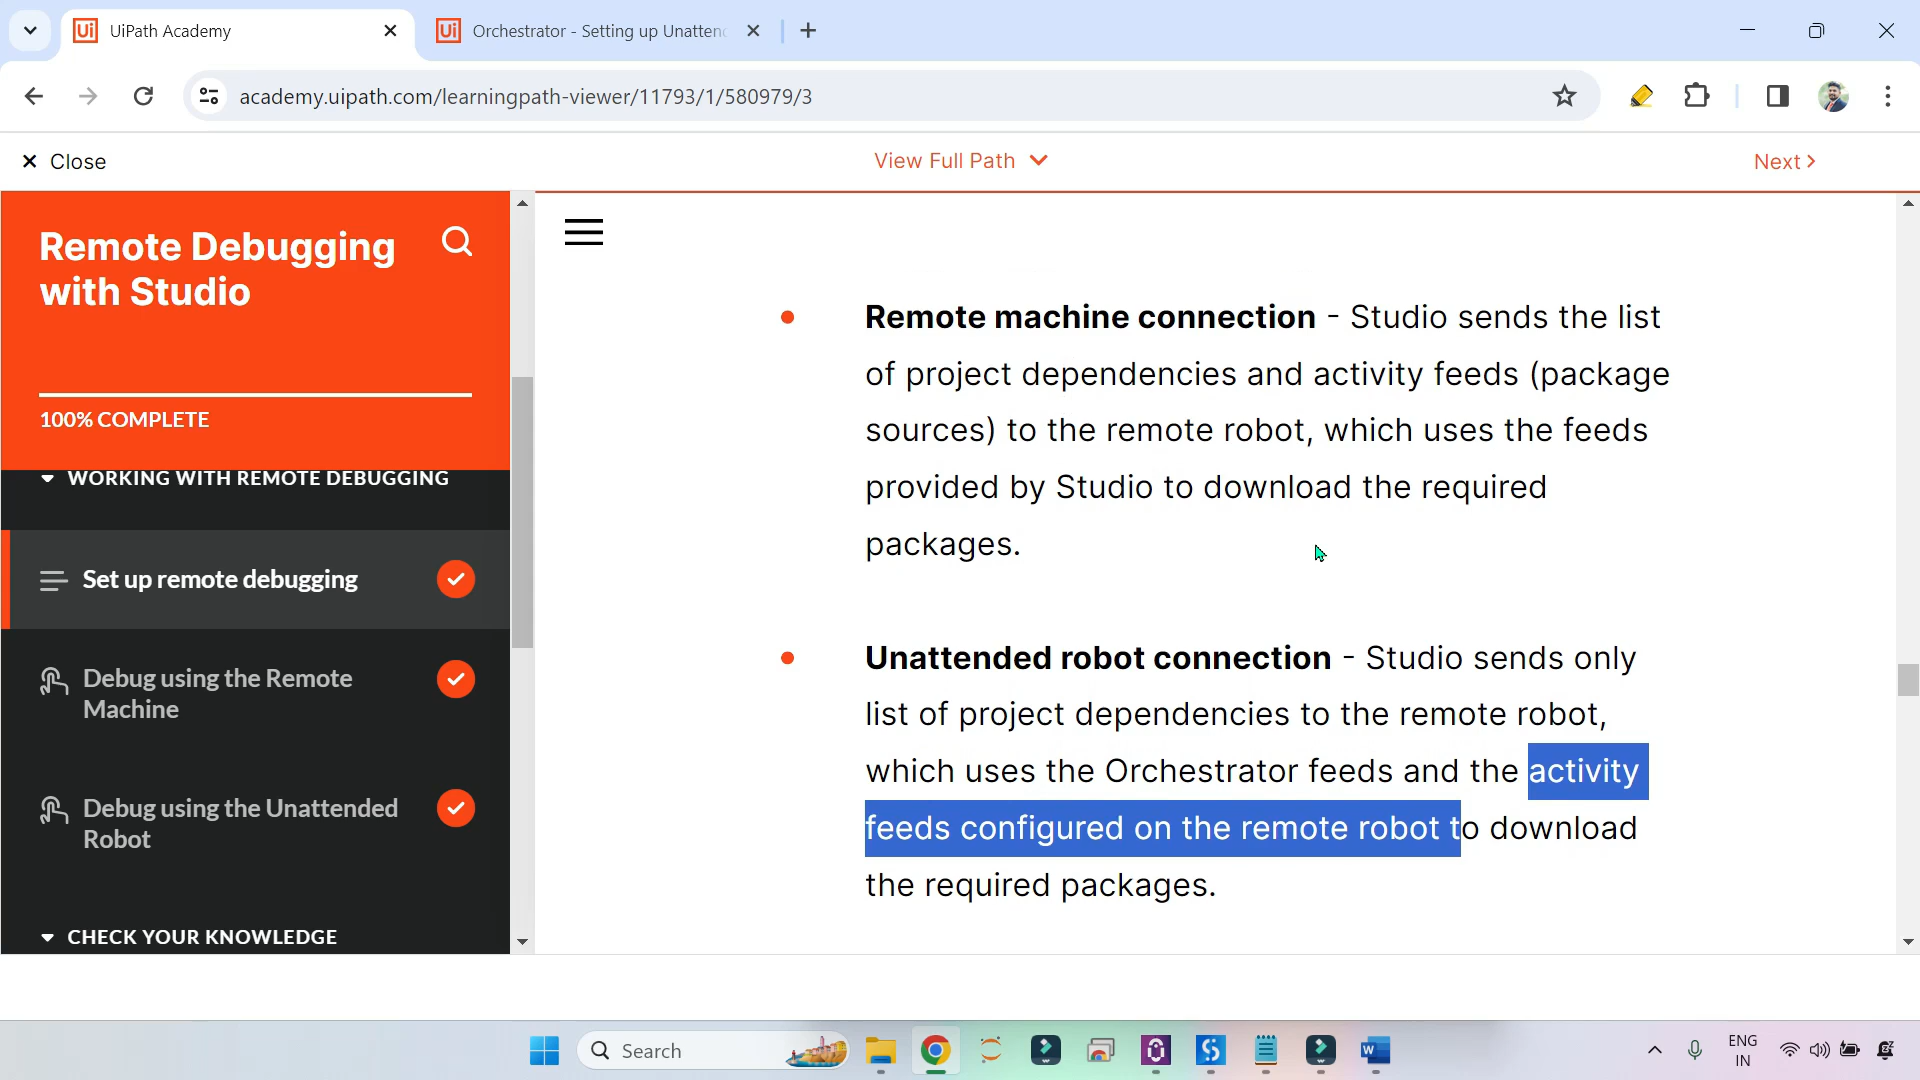 UiPath Academy
Orchestrator - Setting up Unatten
academy.uipath.com/learningpath-viewer/11793/1/580979/3
Close
View Full Path
Next
Remote Debugging
with Studio
100% COMPLETE
WORKING WITH REMOTE DEBUGGING
Set up remote debugging
Debug using the Remote
Machine
Debug using the Unattended
Robot
CHECK YOUR KNOWLEDGE
Remote machine connection - Studio sends the list
of project dependencies and activity feeds (package
sources) to the remote robot, which uses the feeds
provided by Studio to download the required
packages.
Unattended robot connection - Studio sends only
list of project dependencies to the remote robot,
which uses the Orchestrator feeds and the activity
feeds configured on the remote robot to download
the required packages.
Search
ENG
IN